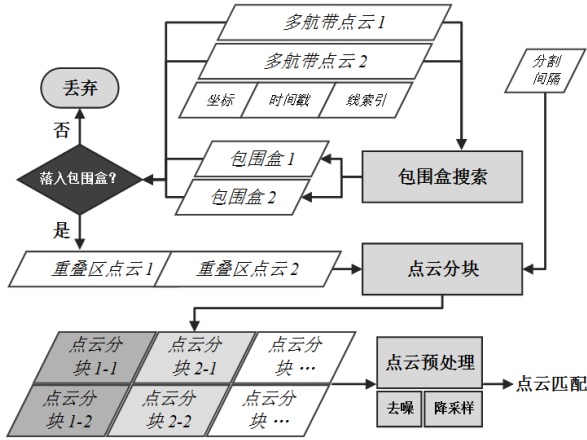 多航带点云1
多航带点云2
坐标
时间戳
线索引
分割
间隔
丢弃
否
落入包围盒?
是
包围盒1
包围盒2
包围盒搜索
重叠区点云1
重叠区点云2
点云分块
点云分
块1-1
点云分
块2-1
点云分
块…
点云分
块1-2
点云分
块2-2
点云分
块…
点云预处理
去噪
降采样
点云匹配